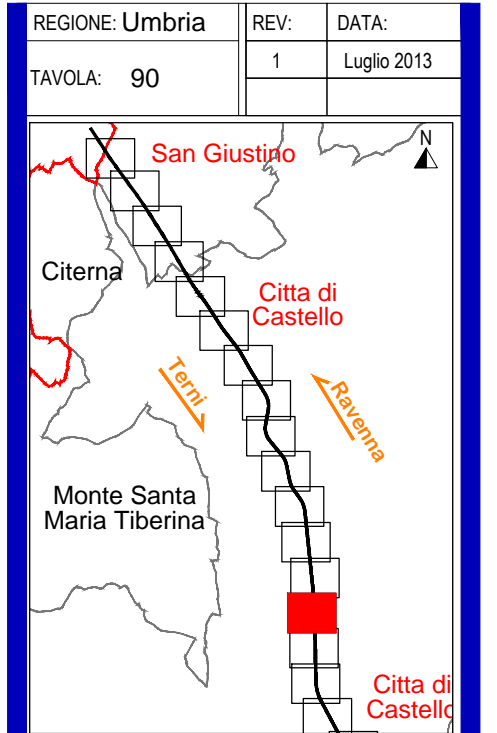 REGIONE: Umbria
REV:
DATA:
TAVOLA: 90
1
Luglio 2013
N
San Giustino
Citerna
Citta di
Castello
Terni
Ravenna
Monte Santa
Maria Tiberina
Citta di
Castello